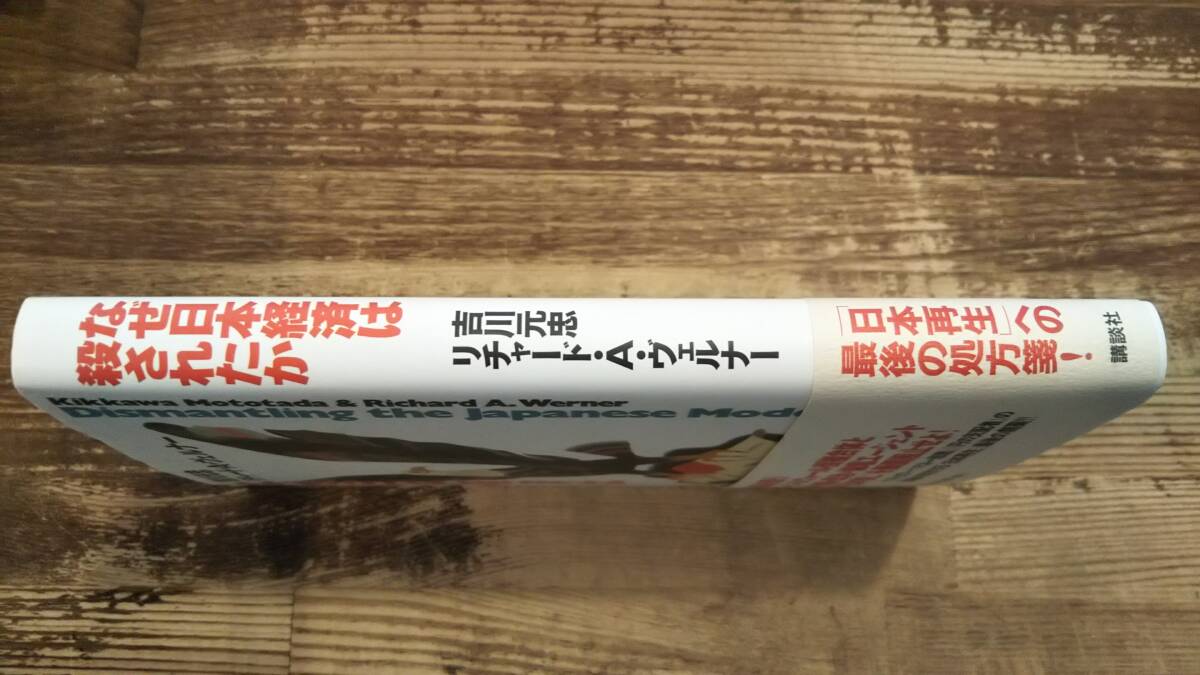 なぜ日本経済は
殺されたか
吉川元忠
リチャード・A・ヴェルナー
「日本再生」への
最後の処方箋!
講談社
Kikkawa Mototada & Richard A. Werner
Dismantling the Japanese Mode